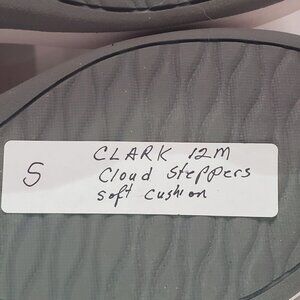 CLARK 12M
S Cloud Steppers
soft cushion